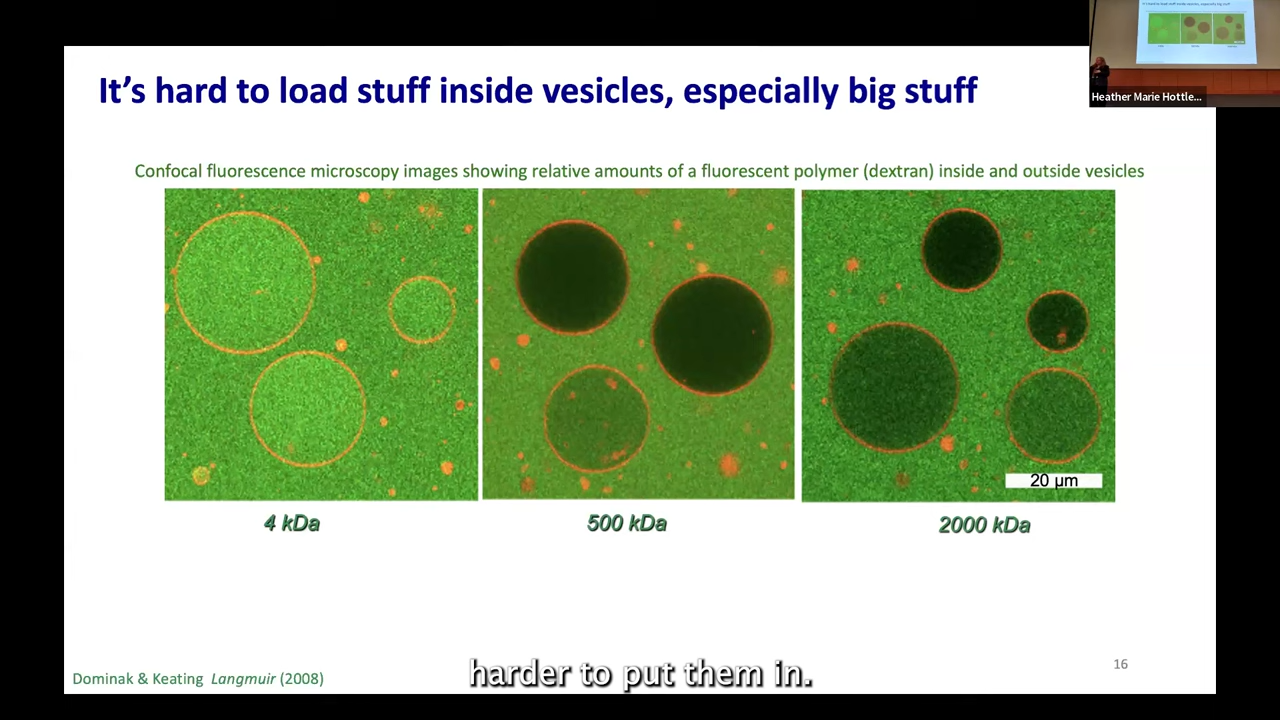 It's hard to load stuff inside vesicles, especially big stuff
Heather Marie Hottle...
Confocal fluorescence microscopy images showing relative amounts of a fluorescent polymer (dextran) inside and outside vesicles
20 µm
4 kDa
500 kDa
2000 kDa
harder to put them in.
16
Dominak & Keating Langmuir (2008)